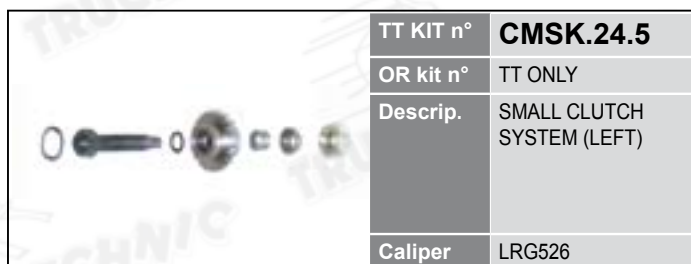 TT KIT n° CMSK.24.5
OR kit n° TT ONLY
Descrip. SMALL CLUTCH
SYSTEM (LEFT)
Caliper LRG526